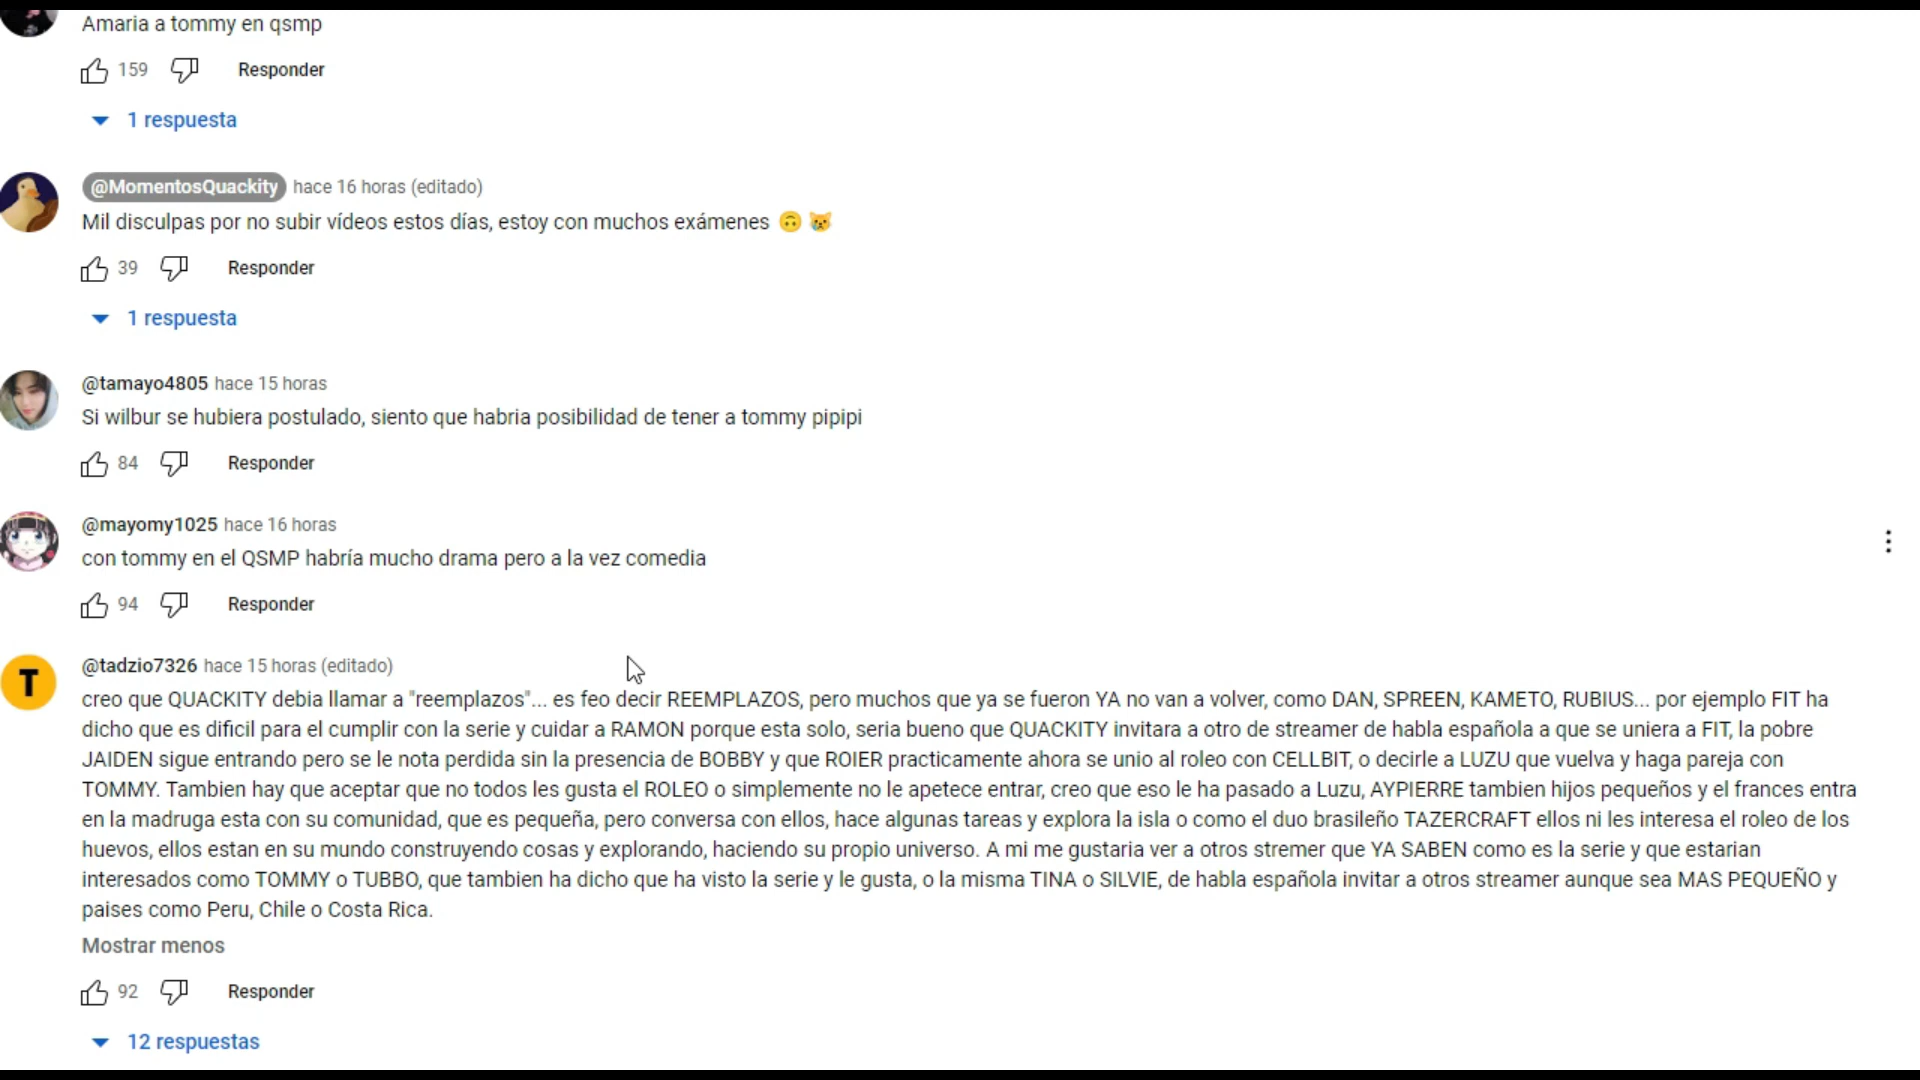 Amaria a tommy en qsmp
159 Responder
1 respuesta
@MomentosQuackity hace 16 horas (editado)
Mil disculpas por no subir vídeos estos días, estoy con muchos exámenes 🙃 😿
39 Responder
1 respuesta
@tamayo4805 hace 15 horas
Si wilbur se hubiera postulado, siento que habria posibilidad de tener a tommy pipipi
84 Responder
@mayomy1025 hace 16 horas
con tommy en el QSMP habría mucho drama pero a la vez comedia
94 Responder
T
@tadzio7326 hace 15 horas (editado)
creo que QUACKITY debia llamar a "reemplazos"... es feo decir REEMPLAZOS, pero muchos que ya se fueron YA no van a volver, como DAN, SPREEN, KAMETO, RUBIUS... por ejemplo FIT ha
dicho que es dificil para el cumplir con la serie y cuidar a RAMON porque esta solo, seria bueno que QUACKITY invitara a otro de streamer de habla española a que se uniera a FIT, la pobre
JAIDEN sigue entrando pero se le nota perdida sin la presencia de BOBBY y que ROIER practicamente ahora se unio al roleo con CELLBIT, o decirle a LUZU que vuelva y haga pareja con
TOMMY. Tambien hay que aceptar que no todos les gusta el ROLEO o simplemente no le apetece entrar, creo que eso le ha pasado a Luzu, AYPIERRE tambien hijos pequeños y el frances entra
en la madruga esta con su comunidad, que es pequeña, pero conversa con ellos, hace algunas tareas y explora la isla o como el duo brasileño TAZERCRAFT ellos ni les interesa el roleo de los
huevos, ellos estan en su mundo construyendo cosas y explorando, haciendo su propio universo. A mi me gustaria ver a otros stremer que YA SABEN como es la serie y que estarian
interesados como TOMMY o TUBBO, que tambien ha dicho que ha visto la serie y le gusta, o la misma TINA o SILVIE, de habla española invitar a otros streamer aunque sea MAS PEQUEÑO y
paises como Peru, Chile o Costa Rica.
Mostrar menos
92 Responder
12 respuestas